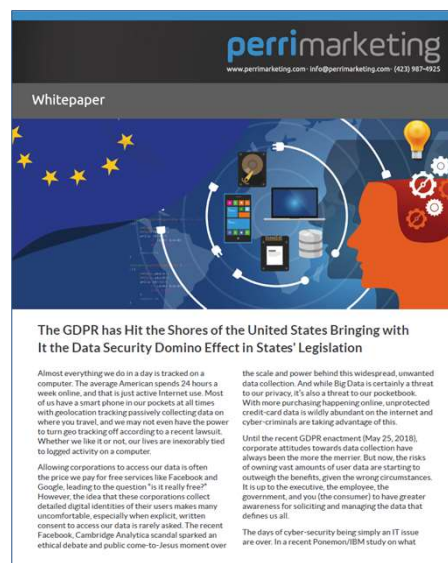 perrimarketing
www.perrimarketing.com · info@perrimarketing.com · (423) 987-4925
Whitepaper
The GDPR has Hit the Shores of the United States Bringing with
It the Data Security Domino Effect in States' Legislation
Almost everything we do in a day is tracked on a
computer. The average American spends 24 hours a
week online, and that is just active Internet use. Most
of us have a smart phone in our pockets at all times
with geolocation tracking passively collecting data on
where you travel, and we may not even have the power
to turn geo tracking off according to a recent lawsuit.
Whether we like it or not, our lives are inexorably tied
to logged activity on a computer.
Allowing corporations to access our data is often
the price we pay for free services like Facebook and
Google, leading to the question "is it really free?"
However, the idea that these corporations collect
detailed digital identities of their users makes many
uncomfortable, especially when explicit, written
consent to access our data is rarely asked. The recent
Facebook, Cambridge Analytica scandal sparked an
ethical debate and public come-to-Jesus moment over
the scale and power behind this widespread, unwanted
data collection. And while Big Data is certainly a threat
to our privacy, it's also a threat to our pocketbook.
With more purchasing happening online, unprotected
credit-card data is wildly abundant on the internet and
cyber-criminals are taking advantage of this.
Until the recent GDPR enactment (May 25, 2018),
corporate attitudes towards data collection have
always been the more the merrier. But now, the risks
of owning vast amounts of user data are starting to
outweigh the benefits, given the wrong circumstances.
It is up to the executive, the employee, the
government, and you (the consumer) to have greater
awareness for soliciting and managing the data that
defines us all.
The days of cyber-security being simply an IT issue
are over. In a recent Ponemon/IBM study on what